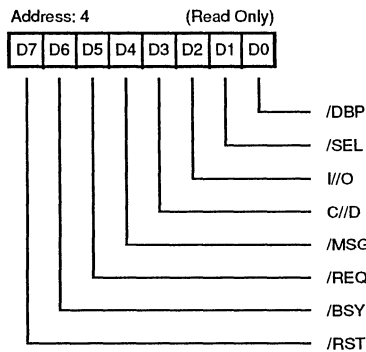 Address: 4 (Read Only)
D7 D6 D5 D4 D3 D2 D1 D0
/DBP
/SEL
I//O
C//D
/MSG
/REQ
/BSY
/RST